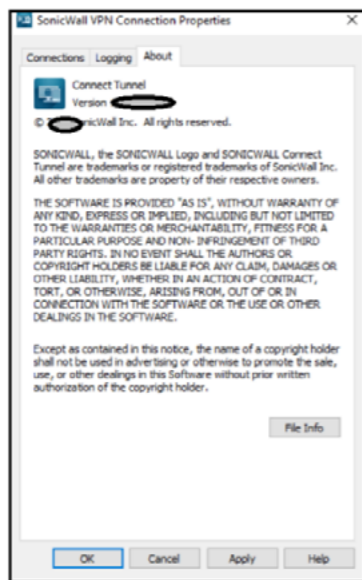 SonicWall VPN Connection Properties
Connections Logging About
Connect Tunnel
Version
© nicWall Inc. All rights reserved.
SONICWALL, the SONICWALL Logo and SONICWALL Connect
Tunnel are trademarks or registered trademarks of SonicWall Inc.
All other trademarks are property of their respective owners.
THE SOFTWARE IS PROVIDED "AS IS", WITHOUT WARRANTY OF
ANY KIND, EXPRESS OR IMPLIED, INCLUDING BUT NOT LIMITED
TO THE WARRANTIES OR MERCHANTABILITY, FITNESS FOR A
PARTICULAR PURPOSE AND NON- INFRINGEMENT OF THIRD
PARTY RIGHTS. IN NO EVENT SHALL THE AUTHORS OR
COPYRIGHT HOLDERS BE LIABLE FOR ANY CLAIM, DAMAGES OR
OTHER LIABILITY, WHETHER IN AN ACTION OF CONTRACT,
TORT, OR OTHERWISE, ARISING FROM, OUT OF OR IN
CONNECTION WITH THE SOFTWARE OR THE USE OR OTHER
DEALINGS IN THE SOFTWARE.
Except as contained in this notice, the name of a copyright holder
shall not be used in advertising or otherwise to promote the sale,
use, or other dealings in this Software without prior written
authorization of the copyright holder.
File Info
OK Cancel Apply Help